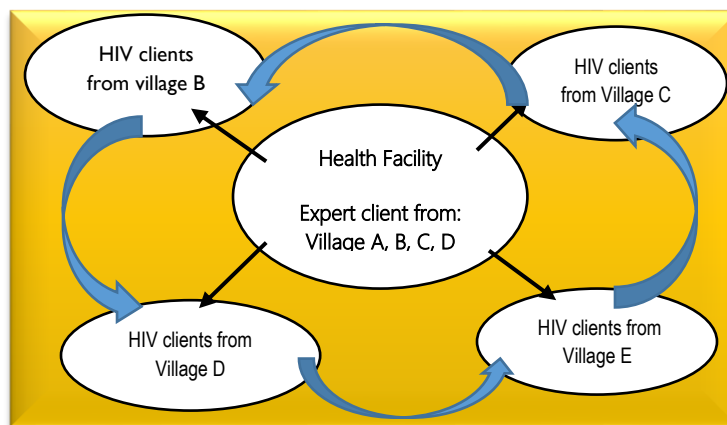 HIV clients
from village B
HIV clients
from Village C
Health Facility
Expert client from:
Village A, B, C, D
HIV clients from
Village D
HIV clients from
Village E